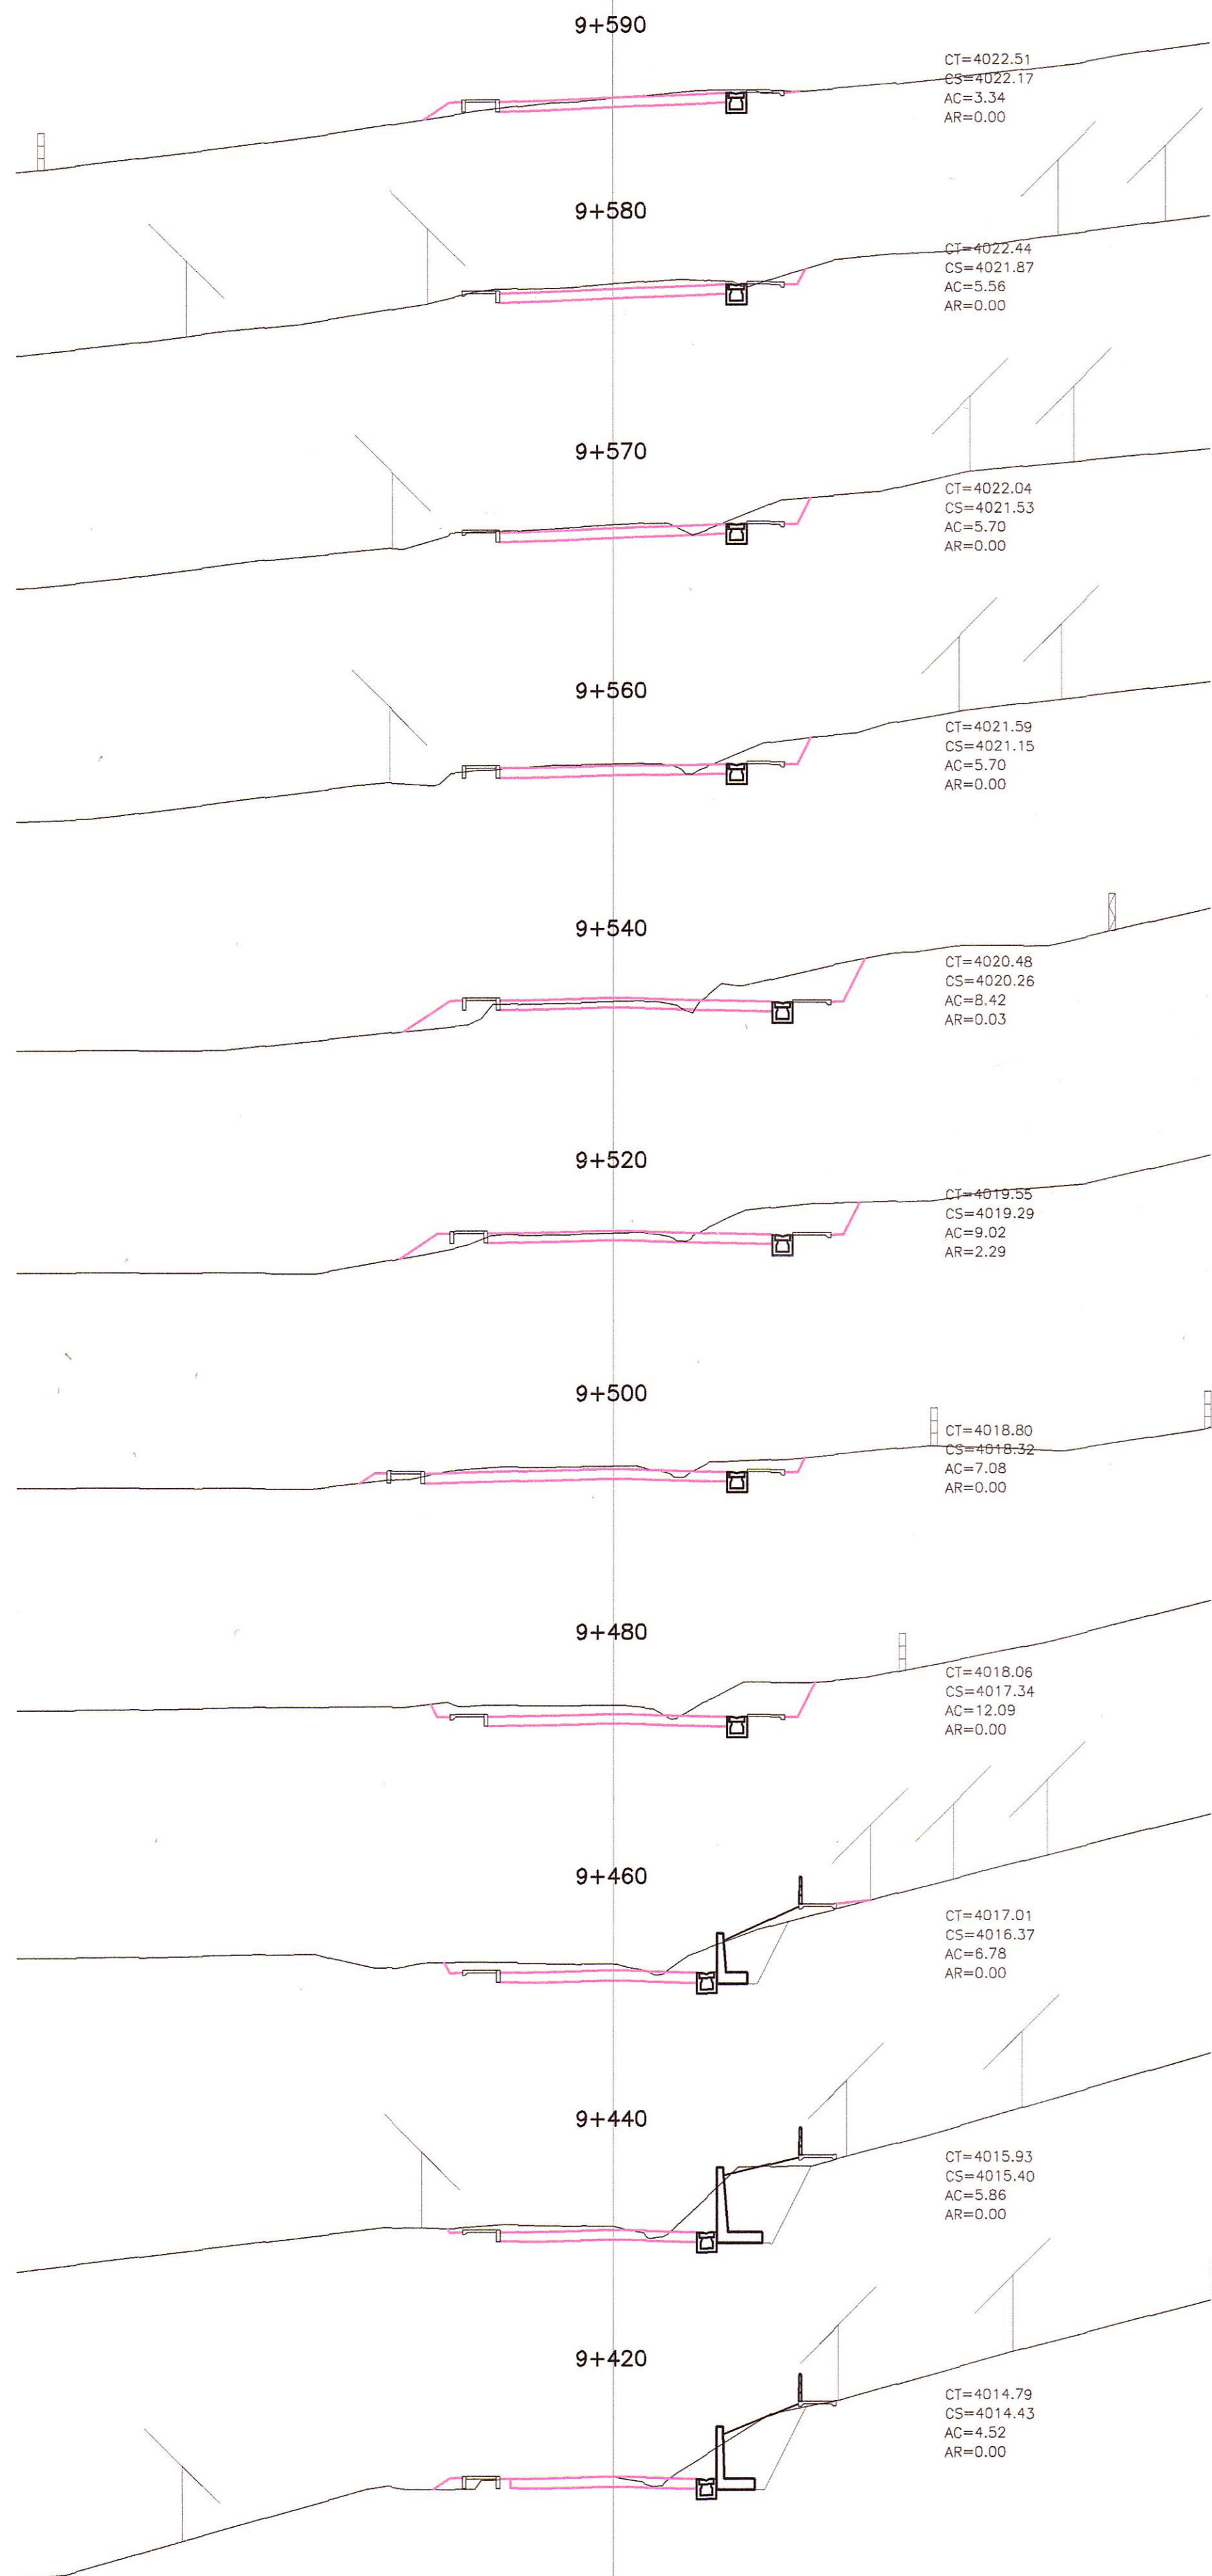 9+590
CT=4022.51
CS=4022.17
AC=3.34
AR=0.00
9+580
CT=4022.44
CS=4021.87
AC=5.56
AR=0.00
9+570
CT=4022.04
CS=4021.53
AC=5.70
AR=0.00
9+560
CT=4021.59
CS=4021.15
AC=5.70
AR=0.00
9+540
CT=4020.48
CS=4020.26
AC=8.42
AR=0.03
9+520
CT=4019.55
CS=4019.29
AC=9.02
AR=2.29
9+500
CT=4018.80
CS=4018.32
AC=7.08
AR=0.00
9+480
CT=4018.06
CS=4017.34
AC=12.09
AR=0.00
9+460
CT=4017.01
CS=4016.37
AC=6.78
AR=0.00
9+440
CT=4015.93
CS=4015.40
AC=5.86
AR=0.00
9+420
CT=4014.79
CS=4014.43
AC=4.52
AR=0.00